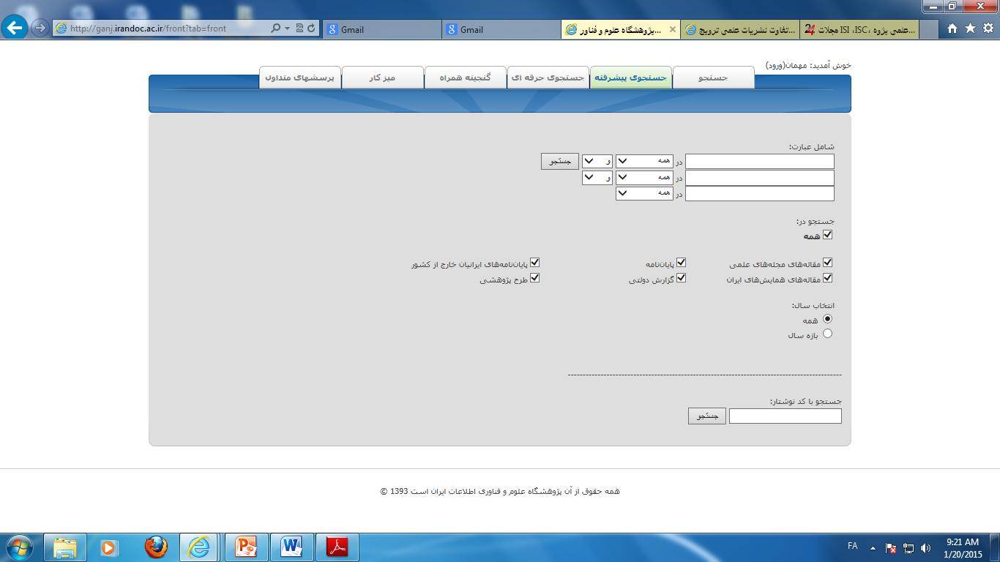 http://ganj.irandoc.ac.ir/front?tab=front
Gmail
Gmail
پژوهشگاه علوم و فناور...
تفاوت نشریات علمی ترویج...
مجلات ISI ،ISC، علمی پژوه...
خوش آمدید: مهمان(ورود)
جستجو
جستجوی پیشرفته
جستجوی حرفه ای
گنجینه همراه
میز کار
پرسشهای متداول
شامل عبارت:
در همه و جستجو
در همه و
در همه
جستجو در:
همه
مقاله‌های مجله‌های علمی پایان‌نامه پایان‌نامه‌های ایرانیان خارج از کشور
مقاله‌های همایش‌های ایران گزارش دولتی طرح پژوهشی
انتخاب سال:
همه
بازه سال
جستجو با کد نوشتار:
جستجو
همه حقوق از آن پژوهشگاه علوم و فناوری اطلاعات ایران است 1393 ©
FA
9:21 AM
1/20/2015